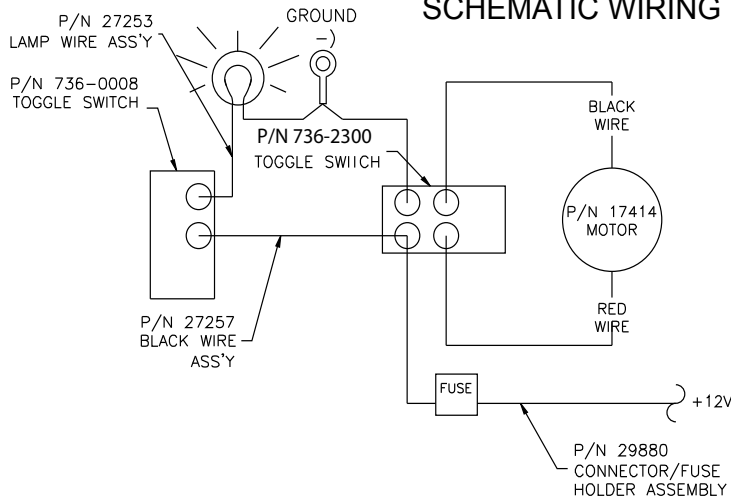 SCHEMATIC WIRING
P/N 27253
LAMP WIRE ASS'Y
GROUND
–)
P/N 736–0008
TOGGLE SWITCH
P/N 736-2300
TOGGLE SWIICH
BLACK
WIRE
P/N 17414
MOTOR
RED
WIRE
P/N 27257
BLACK WIRE
ASS'Y
FUSE
+12V
P/N 29880
CONNECTOR/FUSE
HOLDER ASSEMBLY